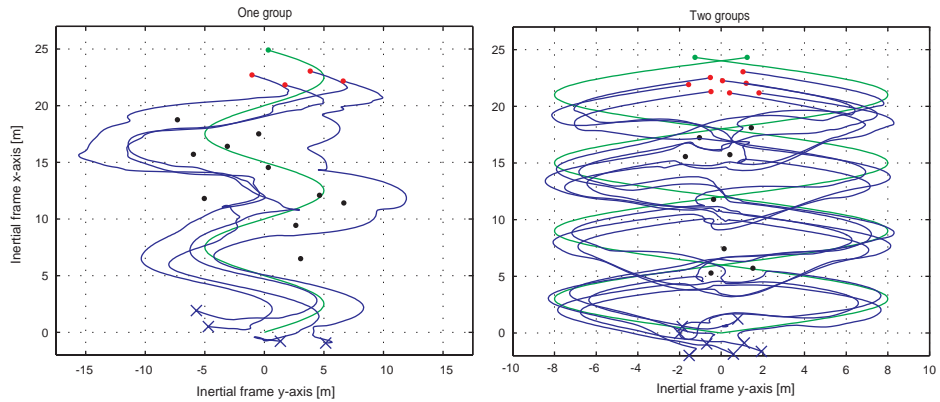 One group
25
20
15
10
5
0
-15 -10 -5 0 5 10 15
Inertial frame x-axis [m]
Inertial frame y-axis [m]
Two groups
25
20
15
10
5
0
-10 -8 -6 -4 -2 0 2 4 6 8 10
Inertial frame y-axis [m]